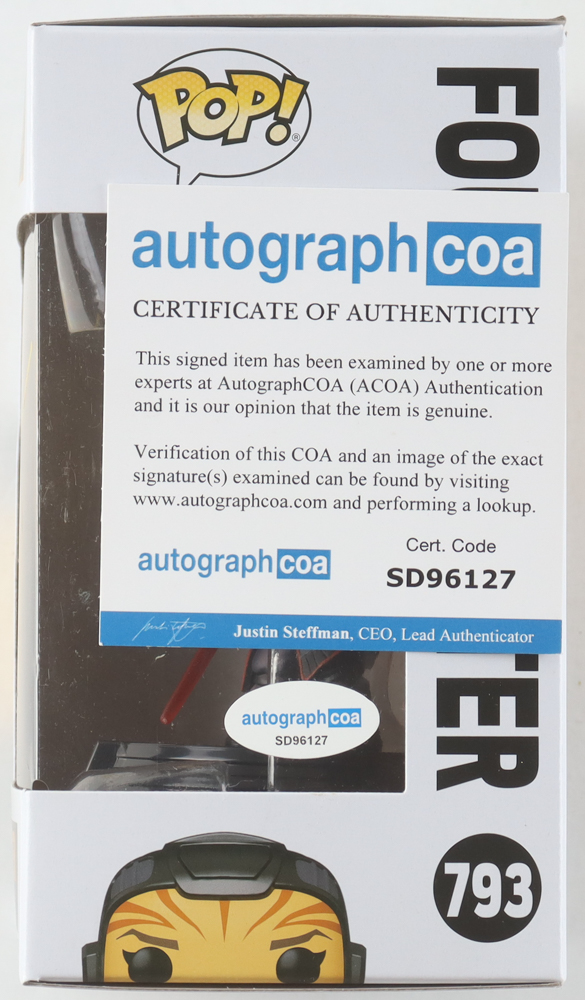 POP!®
FO
autograph coa
CERTIFICATE OF AUTHENTICITY
This signed item has been examined by one or more
experts at AutographCOA (ACOA) Authentication
and it is our opinion that the item is genuine.
Verification of this COA and an image of the exact
signature(s) examined can be found by visiting
www.autographcoa.com and performing a lookup.
autograph coa
Cert. Code
SD96127
Justin Steffman, CEO, Lead Authenticator
TER
autograph coa
SD96127
793